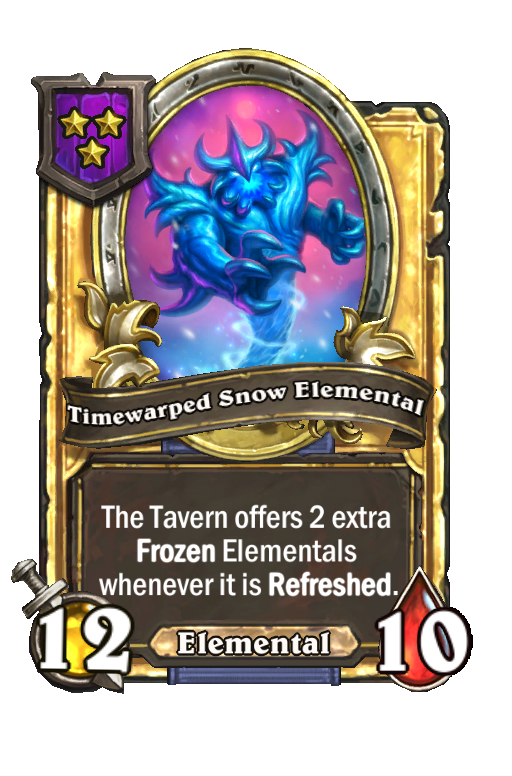 Timewarped Snow Elemental
The Tavern offers 2 extra
Frozen Elementals
whenever it is Refreshed.
12
Elemental
10